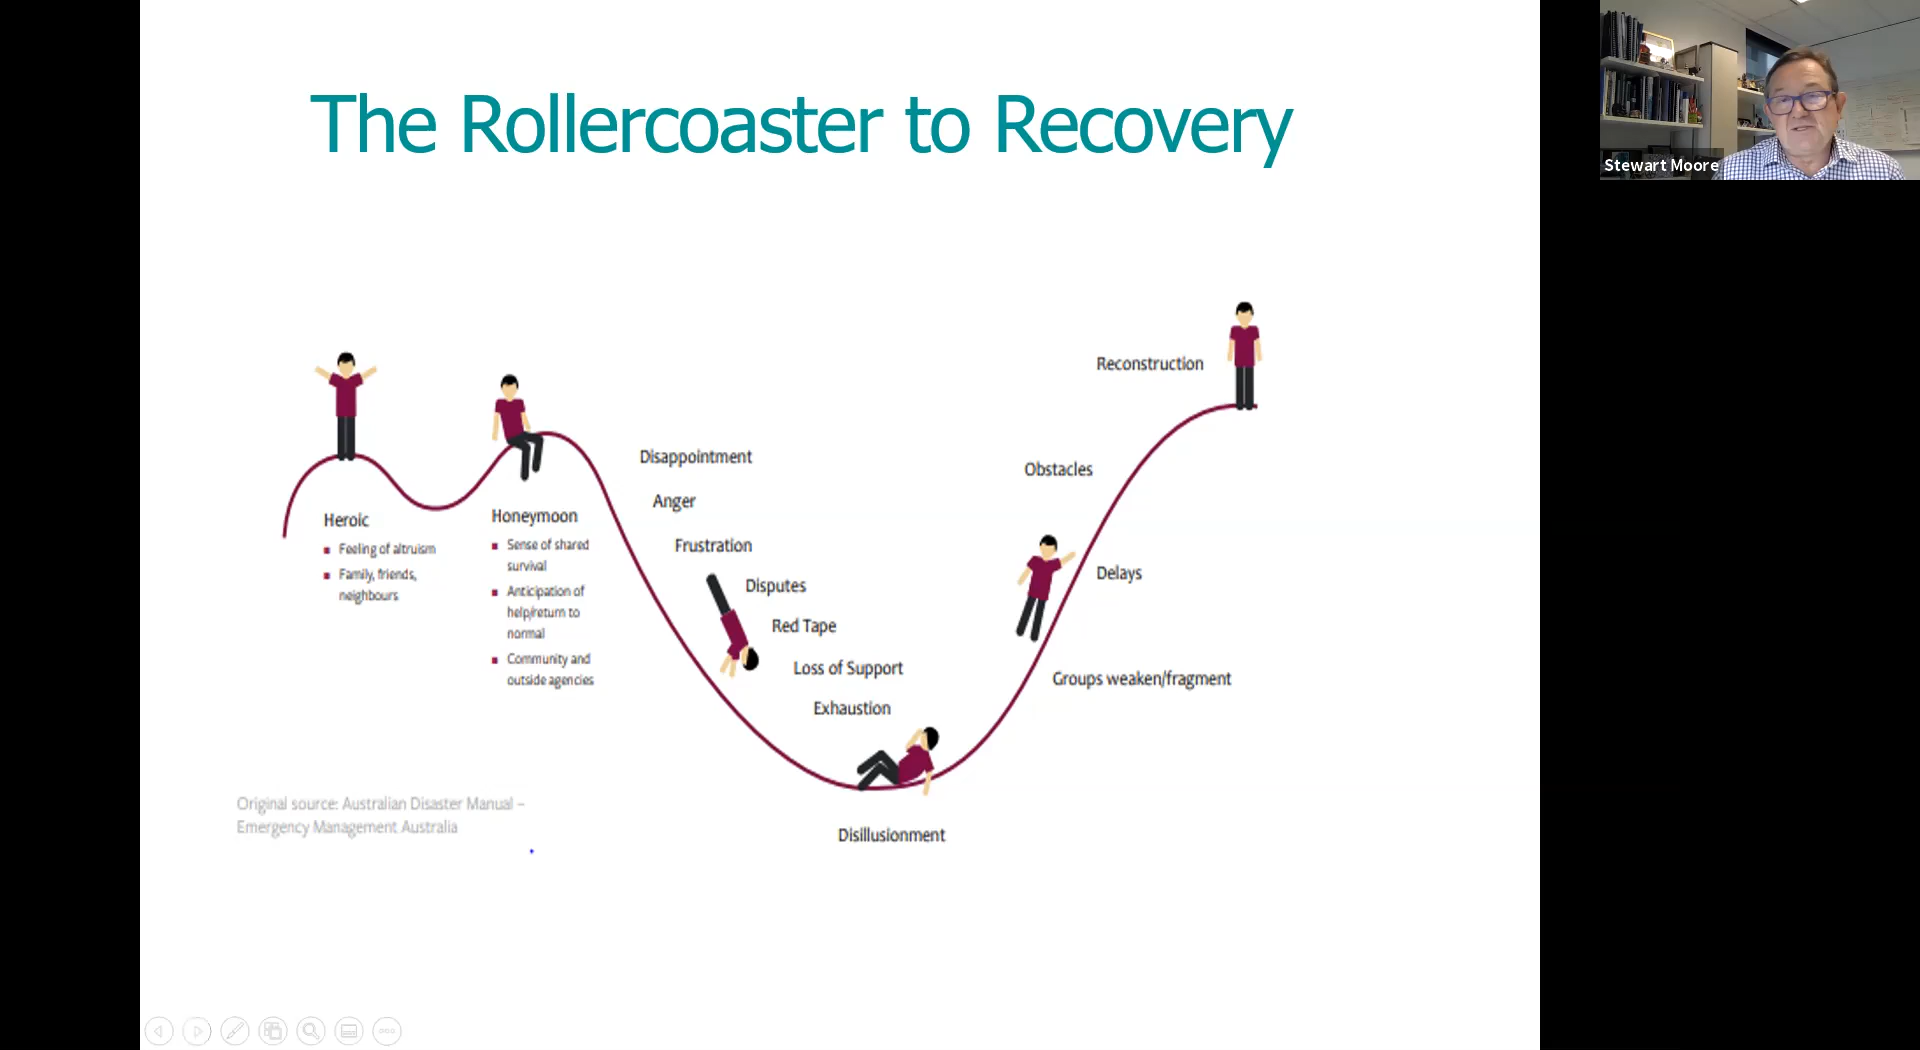 The Rollercoaster to Recovery
Stewart Moore
Heroic
Feeling of altruism
Family, friends,
neighbours
Honeymoon
Sense of shared
survival
Anticipation of
help/return to
normal
Community and
outside agencies
Disappointment
Anger
Frustration
Disputes
Red Tape
Loss of Support
Exhaustion
Disillusionment
Reconstruction
Obstacles
Delays
Groups weaken/fragment
Original source: Australian Disaster Manual –
Emergency Management Australia